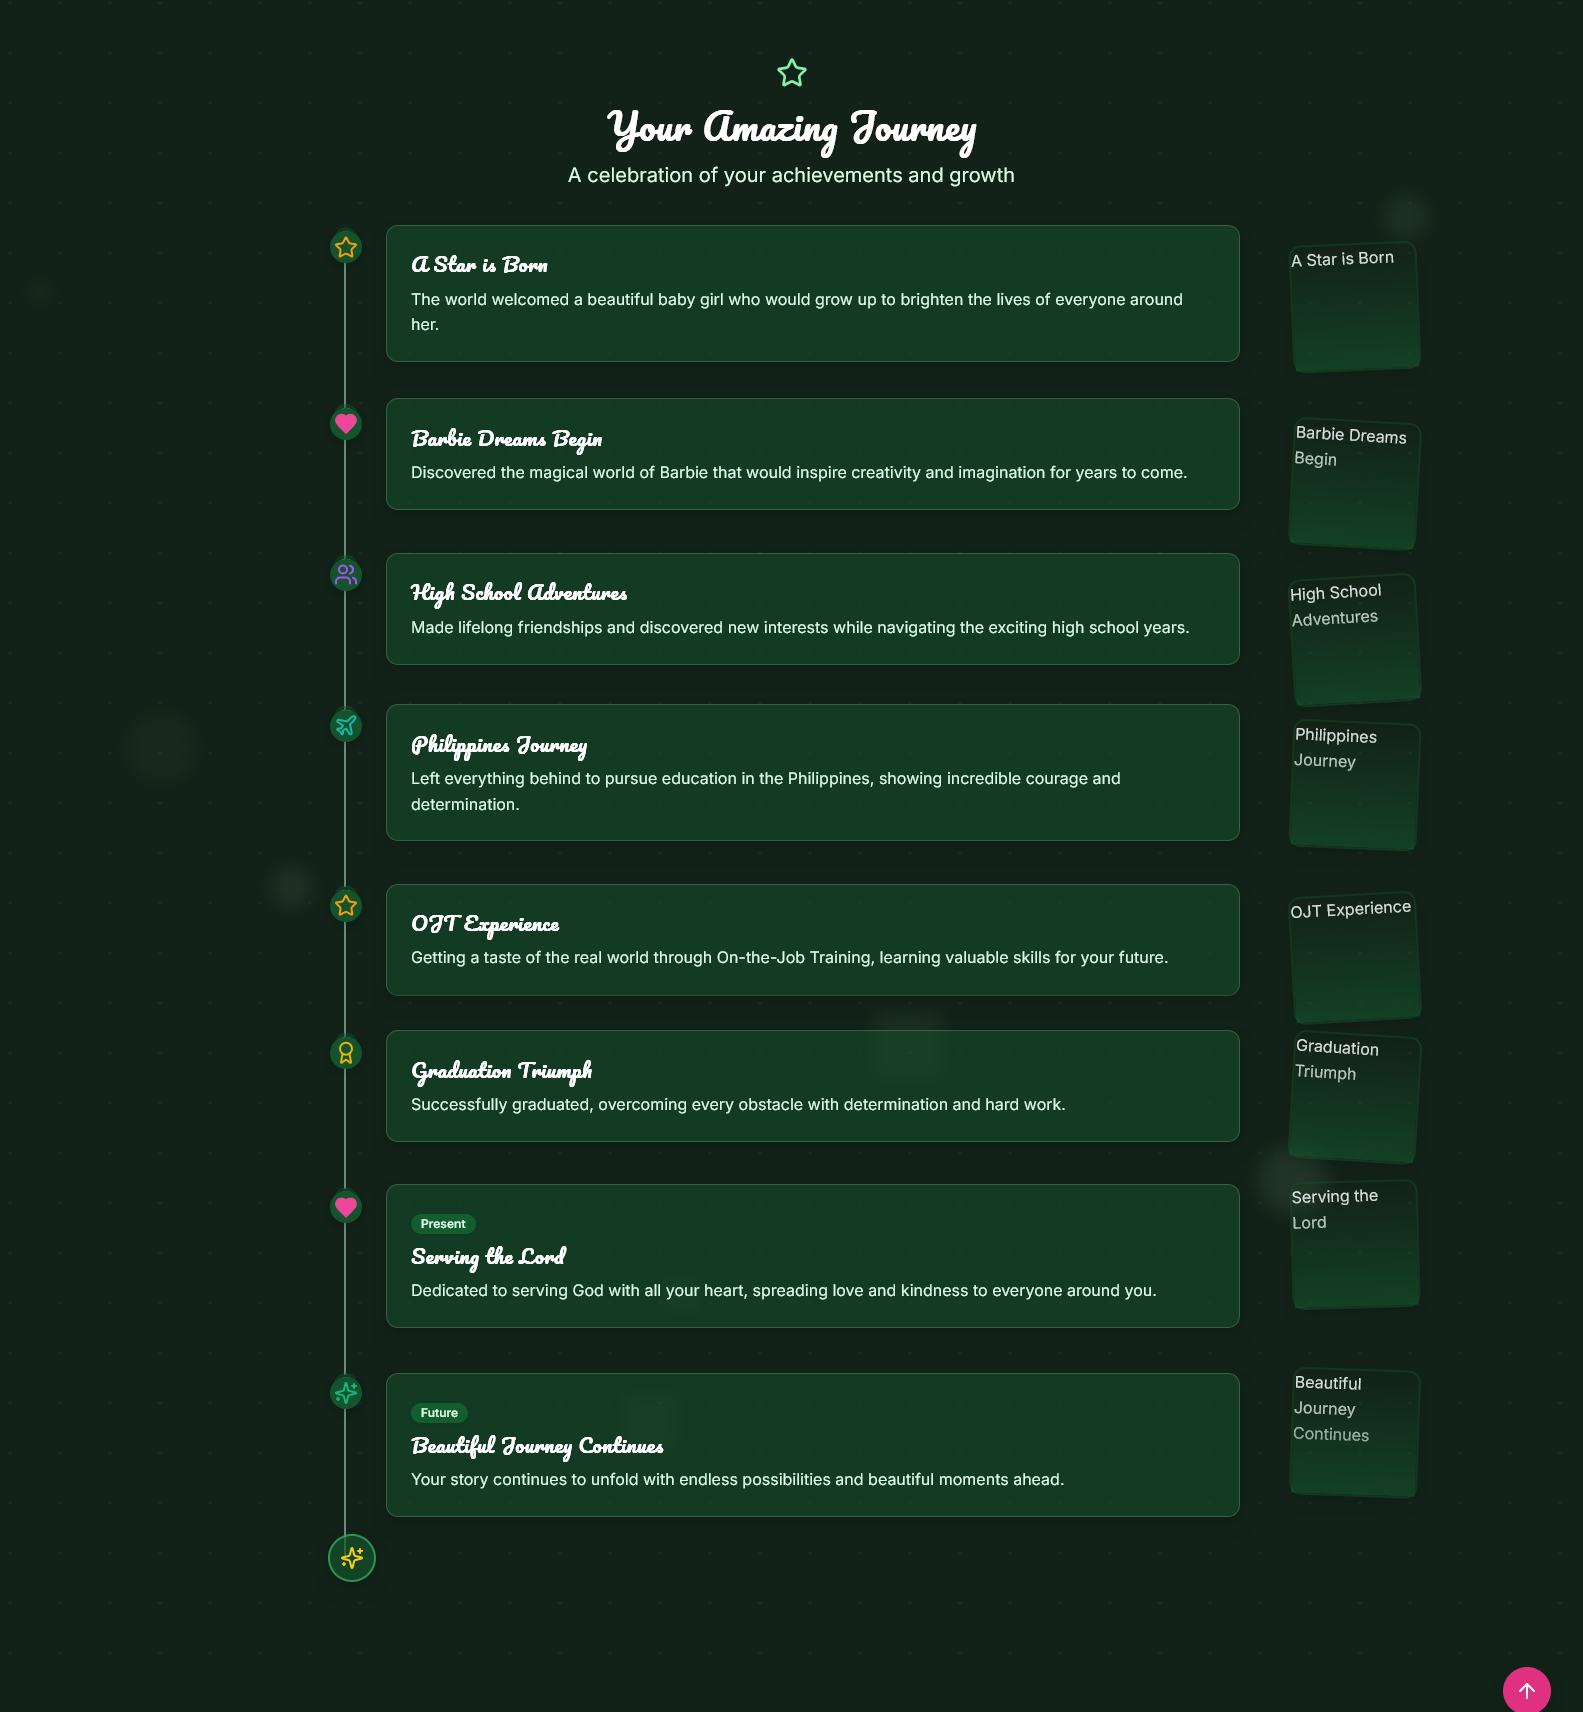 Your Amazing Journey
A celebration of your achievements and growth
A Star is Born
The world welcomed a beautiful baby girl who would grow up to brighten the lives of everyone around
her.
A Star is Born
Barbie Dreams Begin
Discovered the magical world of Barbie that would inspire creativity and imagination for years to come.
Barbie Dreams
Begin
High School Adventures
Made lifelong friendships and discovered new interests while navigating the exciting high school years.
High School
Adventures
Philippines Journey
Left everything behind to pursue education in the Philippines, showing incredible courage and
determination.
Philippines
Journey
OJT Experience
Getting a taste of the real world through On-the-Job Training, learning valuable skills for your future.
OJT Experience
Graduation Triumph
Successfully graduated, overcoming every obstacle with determination and hard work.
Graduation
Triumph
Present
Serving the Lord
Dedicated to serving God with all your heart, spreading love and kindness to everyone around you.
Serving the
Lord
Future
Beautiful Journey Continues
Your story continues to unfold with endless possibilities and beautiful moments ahead.
Beautiful
Journey
Continues